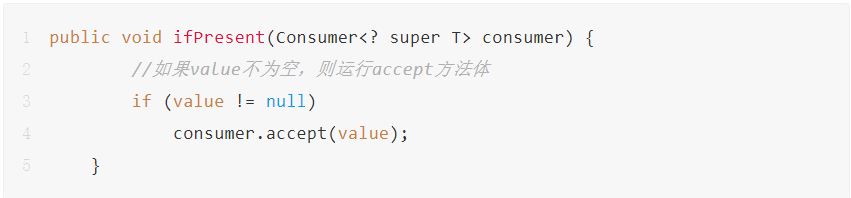 1 public void ifPresent(Consumer<? super T> consumer) {
2 //如果value不为空，则运行accept方法体
3 if (value != null)
4 consumer.accept(value);
5 }